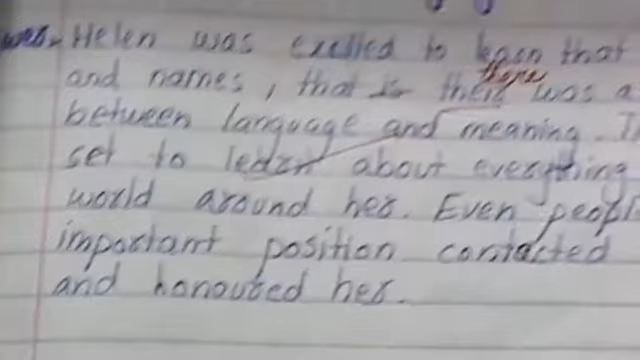 Helen was excited to learn that
and names, that is their there was a
between language and meaning.
set to learn about everything
world around her. Even peopl
important position contacted
and honoured her.